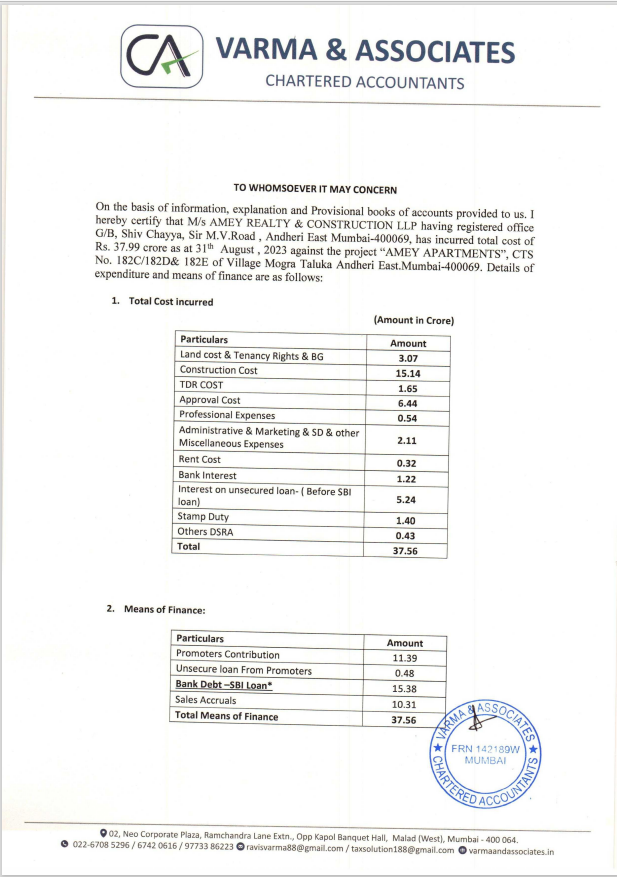 CA
VARMA & ASSOCIATES
CHARTERED ACCOUNTANTS
TO WHOMSOEVER IT MAY CONCERN
On the basis of information, explanation and Provisional books of accounts provided to us. I
hereby certify that M/s AMEY REALTY & CONSTRUCTION LLP having registered office
G/B, Shiv Chayya, Sir M.V.Road , Andheri East Mumbai-400069, has incurred total cost of
Rs. 37.99 crore as at 31th August , 2023 against the project “AMEY APARTMENTS”, CTS
No. 182C/182D& 182E of Village Mogra Taluka Andheri East.Mumbai-400069. Details of
expenditure and means of finance are as follows:
1. Total Cost incurred
(Amount in Crore)
Particulars Amount
Land cost & Tenancy Rights & BG 3.07
Construction Cost 15.14
TDR COST 1.65
Approval Cost 6.44
Professional Expenses 0.54
Administrative & Marketing & SD & other
Miscellaneous Expenses 2.11
Rent Cost 0.32
Bank Interest 1.22
Interest on unsecured loan- ( Before SBI
loan) 5.24
Stamp Duty 1.40
Others DSRA 0.43
Total 37.56
2. Means of Finance:
Particulars Amount
Promoters Contribution 11.39
Unsecure loan From Promoters 0.48
Bank Debt –SBI Loan* 15.38
Sales Accruals 10.31
Total Means of Finance 37.56
VARMA & ASSOCIATES
FRN 142189W
MUMBAI
CHARTERED ACCOUNTANTS
02, Neo Corporate Plaza, Ramchandra Lane Extn., Opp Kapol Banquet Hall, Malad (West), Mumbai - 400 064.
022-6708 5296 / 6742 0616 / 97733 86223 ravisvarma88@gmail.com / taxsolution188@gmail.com varmaandassociates.in